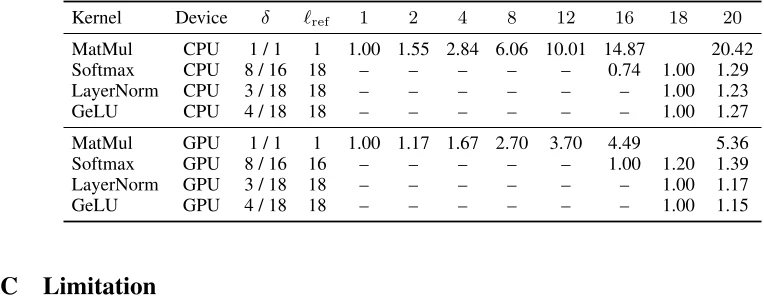 Kernel Device δ ℓref 1 2 4 8 12 16 18 20
MatMul CPU 1 / 1 1 1.00 1.55 2.84 6.06 10.01 14.87 20.42
Softmax CPU 8 / 16 18 – – – – – 0.74 1.00 1.29
LayerNorm CPU 3 / 18 18 – – – – – – 1.00 1.23
GeLU CPU 4 / 18 18 – – – – – – 1.00 1.27
MatMul GPU 1 / 1 1 1.00 1.17 1.67 2.70 3.70 4.49 5.36
Softmax GPU 8 / 16 16 – – – – – 1.00 1.20 1.39
LayerNorm GPU 3 / 18 18 – – – – – – 1.00 1.17
GeLU GPU 4 / 18 18 – – – – – – 1.00 1.15
C Limitation